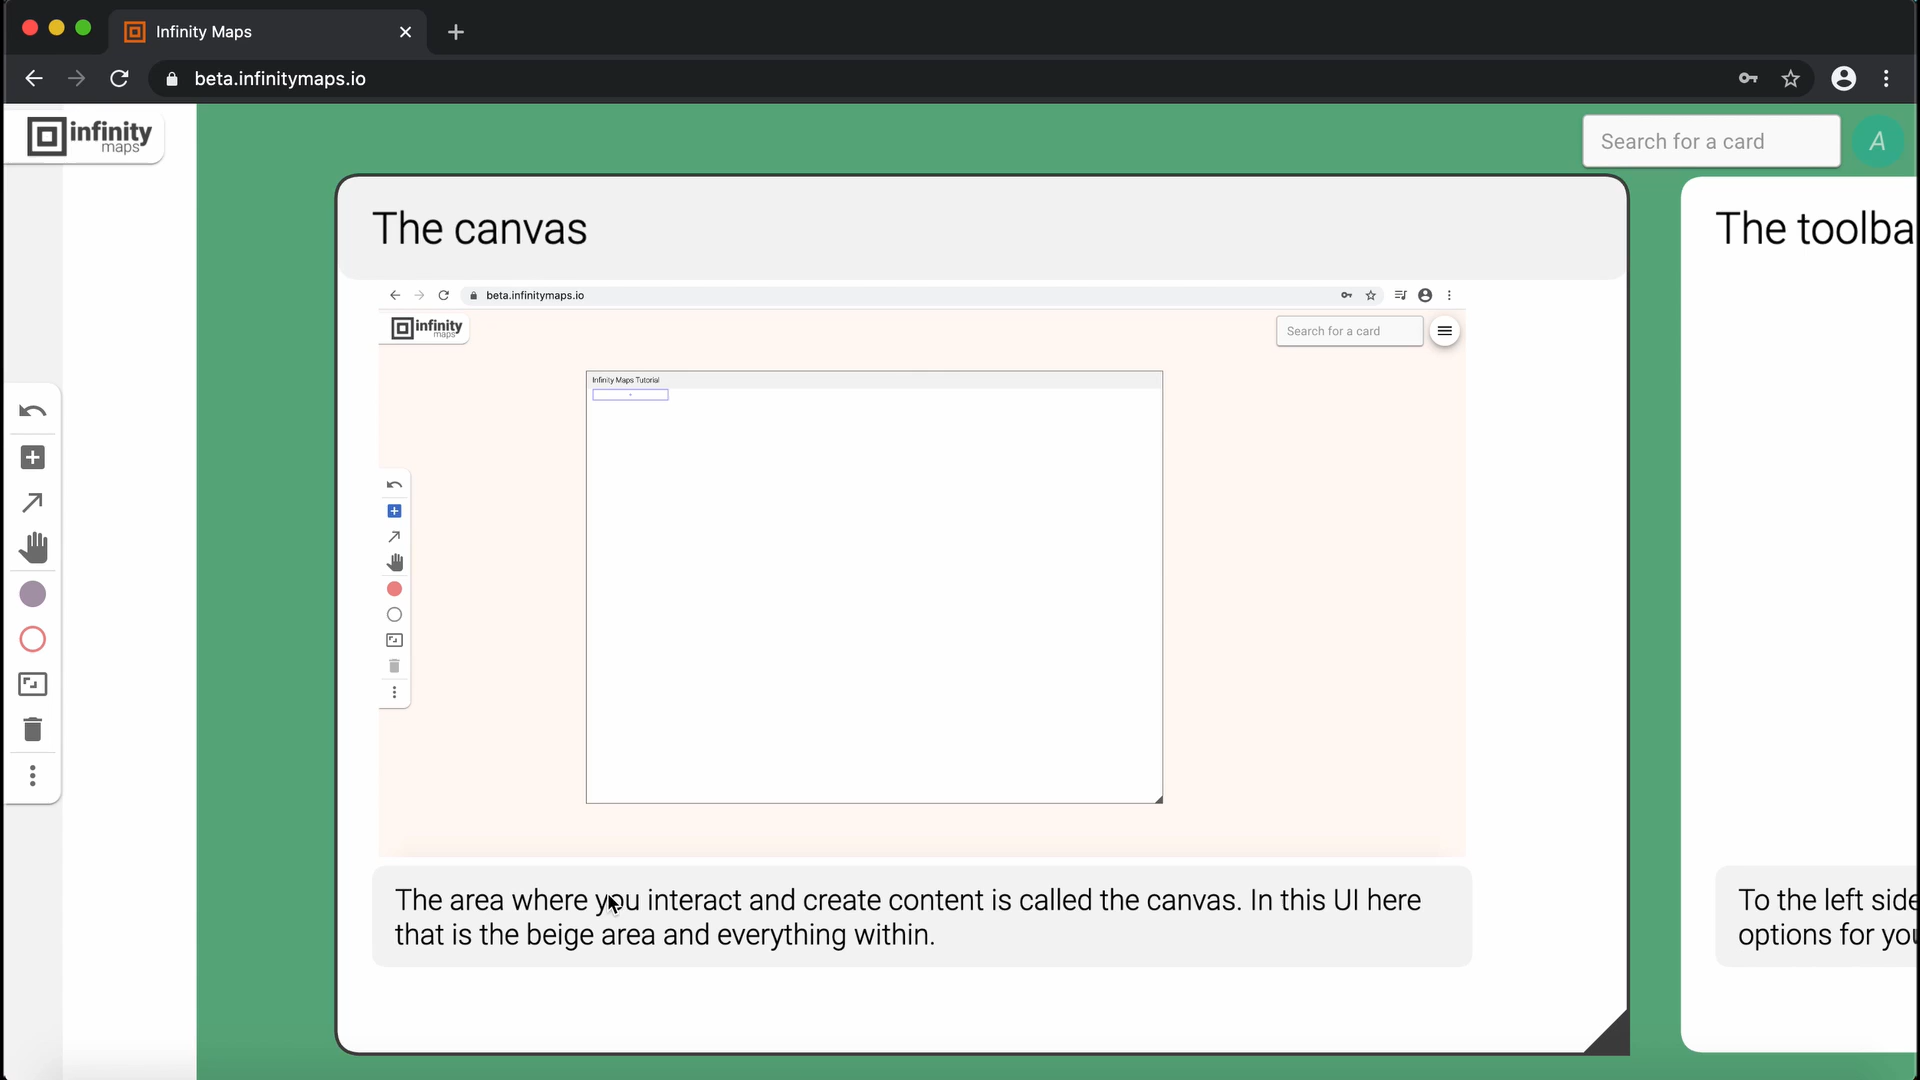 Infinity Maps
beta.infinitymaps.io
infinity
maps
Search for a card
A
The canvas
The toolba
beta.infinitymaps.io
infinity
maps
Search for a card
Infinity Maps Tutorial
The area where you interact and create content is called the canvas. In this UI here
that is the beige area and everything within.
To the left side
options for you